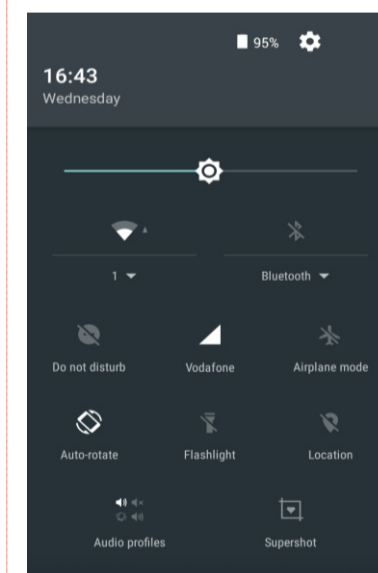 95%
16:43
Wednesday
1 Bluetooth
Do not disturb Vodafone Airplane mode
Auto-rotate Flashlight Location
Audio profiles Supershot